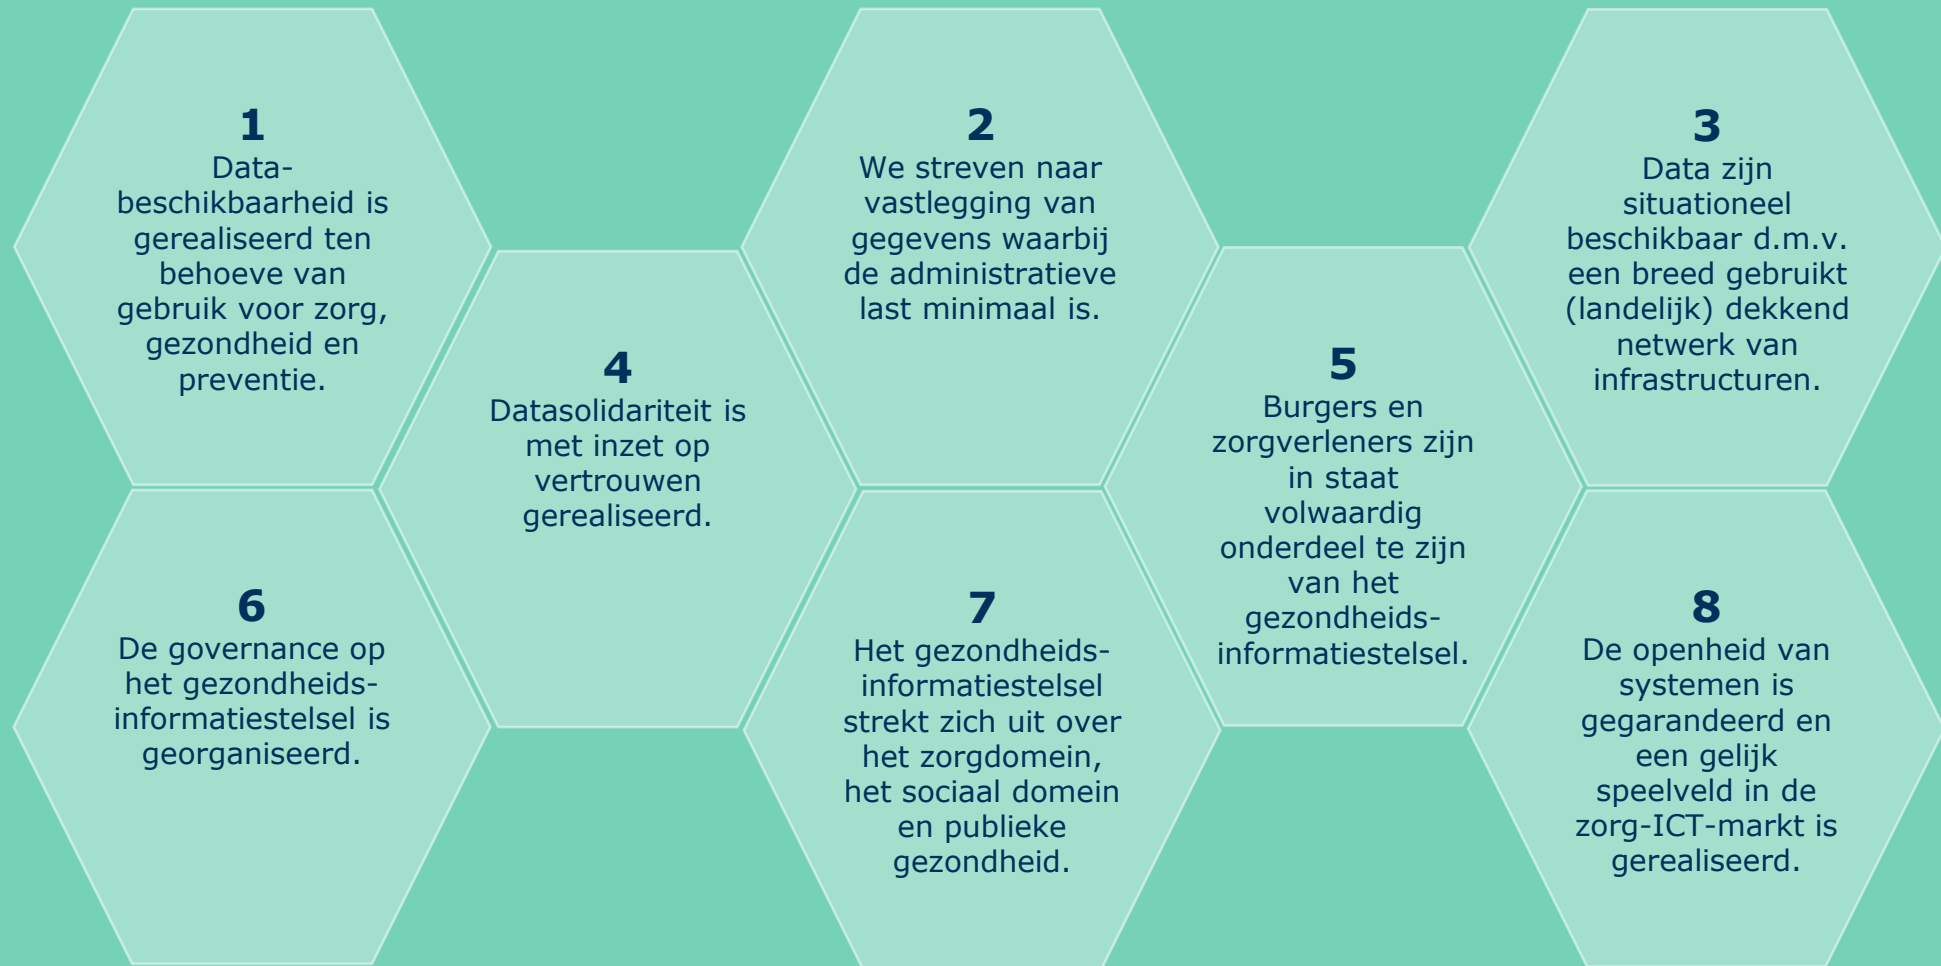 1
Data-
beschikbaarheid is
gerealiseerd ten
behoeve van
gebruik voor zorg,
gezondheid en
preventie.
2
We streven naar
vastlegging van
gegevens waarbij
de administratieve
last minimaal is.
3
Data zijn
situationeel
beschikbaar d.m.v.
een breed gebruikt
(landelijk) dekkend
netwerk van
infrastructuren.
4
Datasolidariteit is
met inzet op
vertrouwen
gerealiseerd.
5
Burgers en
zorgverleners zijn
in staat
volwaardig
onderdeel te zijn
van het
gezondheids-
informatiestelsel.
6
De governance op
het gezondheids-
informatiestelsel is
georganiseerd.
7
Het gezondheids-
informatiestelsel
strekt zich uit over
het zorgdomein,
het sociaal domein
en publieke
gezondheid.
8
De openheid van
systemen is
gegarandeerd en
een gelijk
speelveld in de
zorg-ICT-markt is
gerealiseerd.